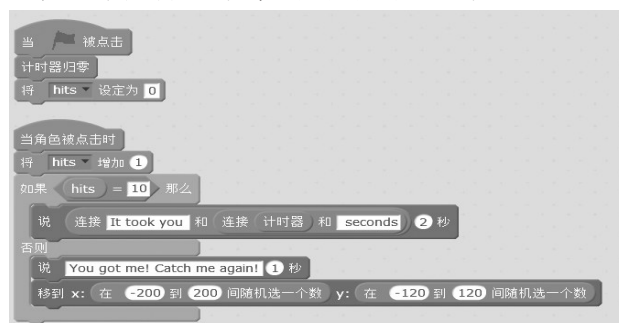 当 被点击
计时器归零
将 hits 设定为 0
当角色被点击时
将 hits 增加 1
如果 hits = 10 那么
说 连接 It took you 和 连接 计时器 和 seconds 2 秒
否则
说 You got me! Catch me again! 1 秒
移到 x: 在 -200 到 200 间随机选一个数 y: 在 -120 到 120 间随机选一个数